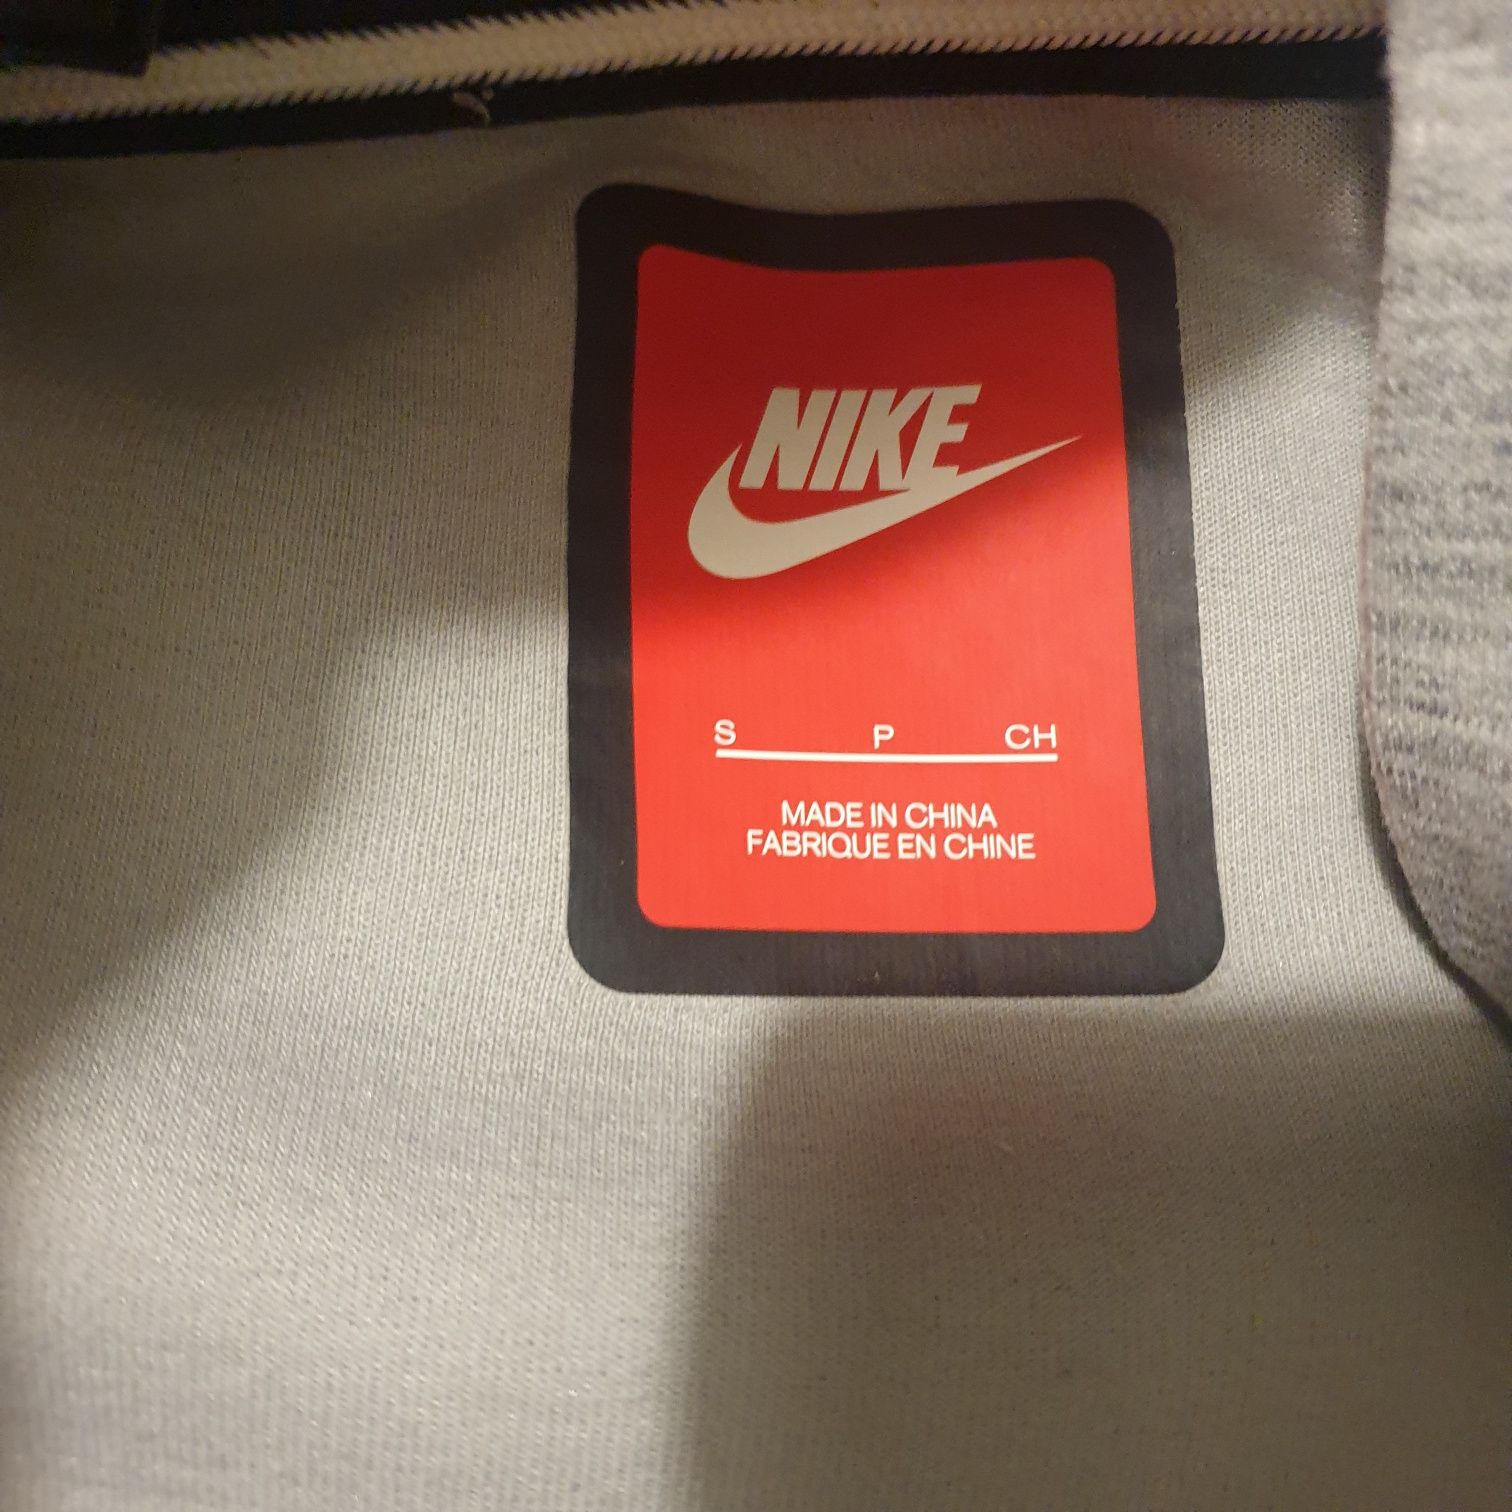 NIKE
S P CH
MADE IN CHINA
FABRIQUE EN CHINE